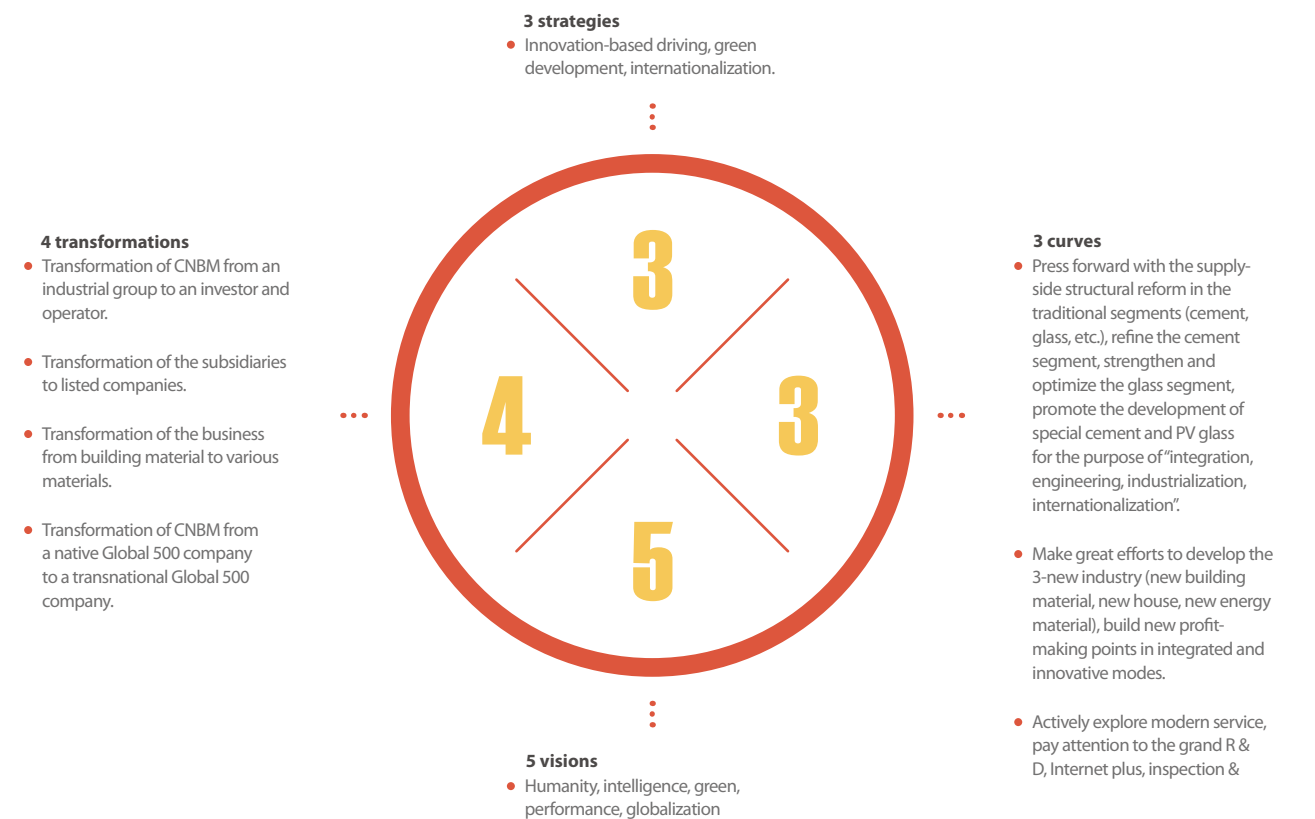 3 strategies
Innovation-based driving, green
development, internationalization.
4 transformations
Transformation of CNBM from an
industrial group to an investor and
operator.
Transformation of the subsidiaries
to listed companies.
Transformation of the business
from building material to various
materials.
Transformation of CNBM from
a native Global 500 company
to a transnational Global 500
company.
3
4
3
5
3 curves
Press forward with the supply-
side structural reform in the
traditional segments (cement,
glass, etc.), refine the cement
segment, strengthen and
optimize the glass segment,
promote the development of
special cement and PV glass
for the purpose of “integration,
engineering, industrialization,
internationalization”.
Make great efforts to develop the
3-new industry (new building
material, new house, new energy
material), build new profit-
making points in integrated and
innovative modes.
Actively explore modern service,
pay attention to the grand R &
D, Internet plus, inspection &
5 visions
Humanity, intelligence, green,
performance, globalization